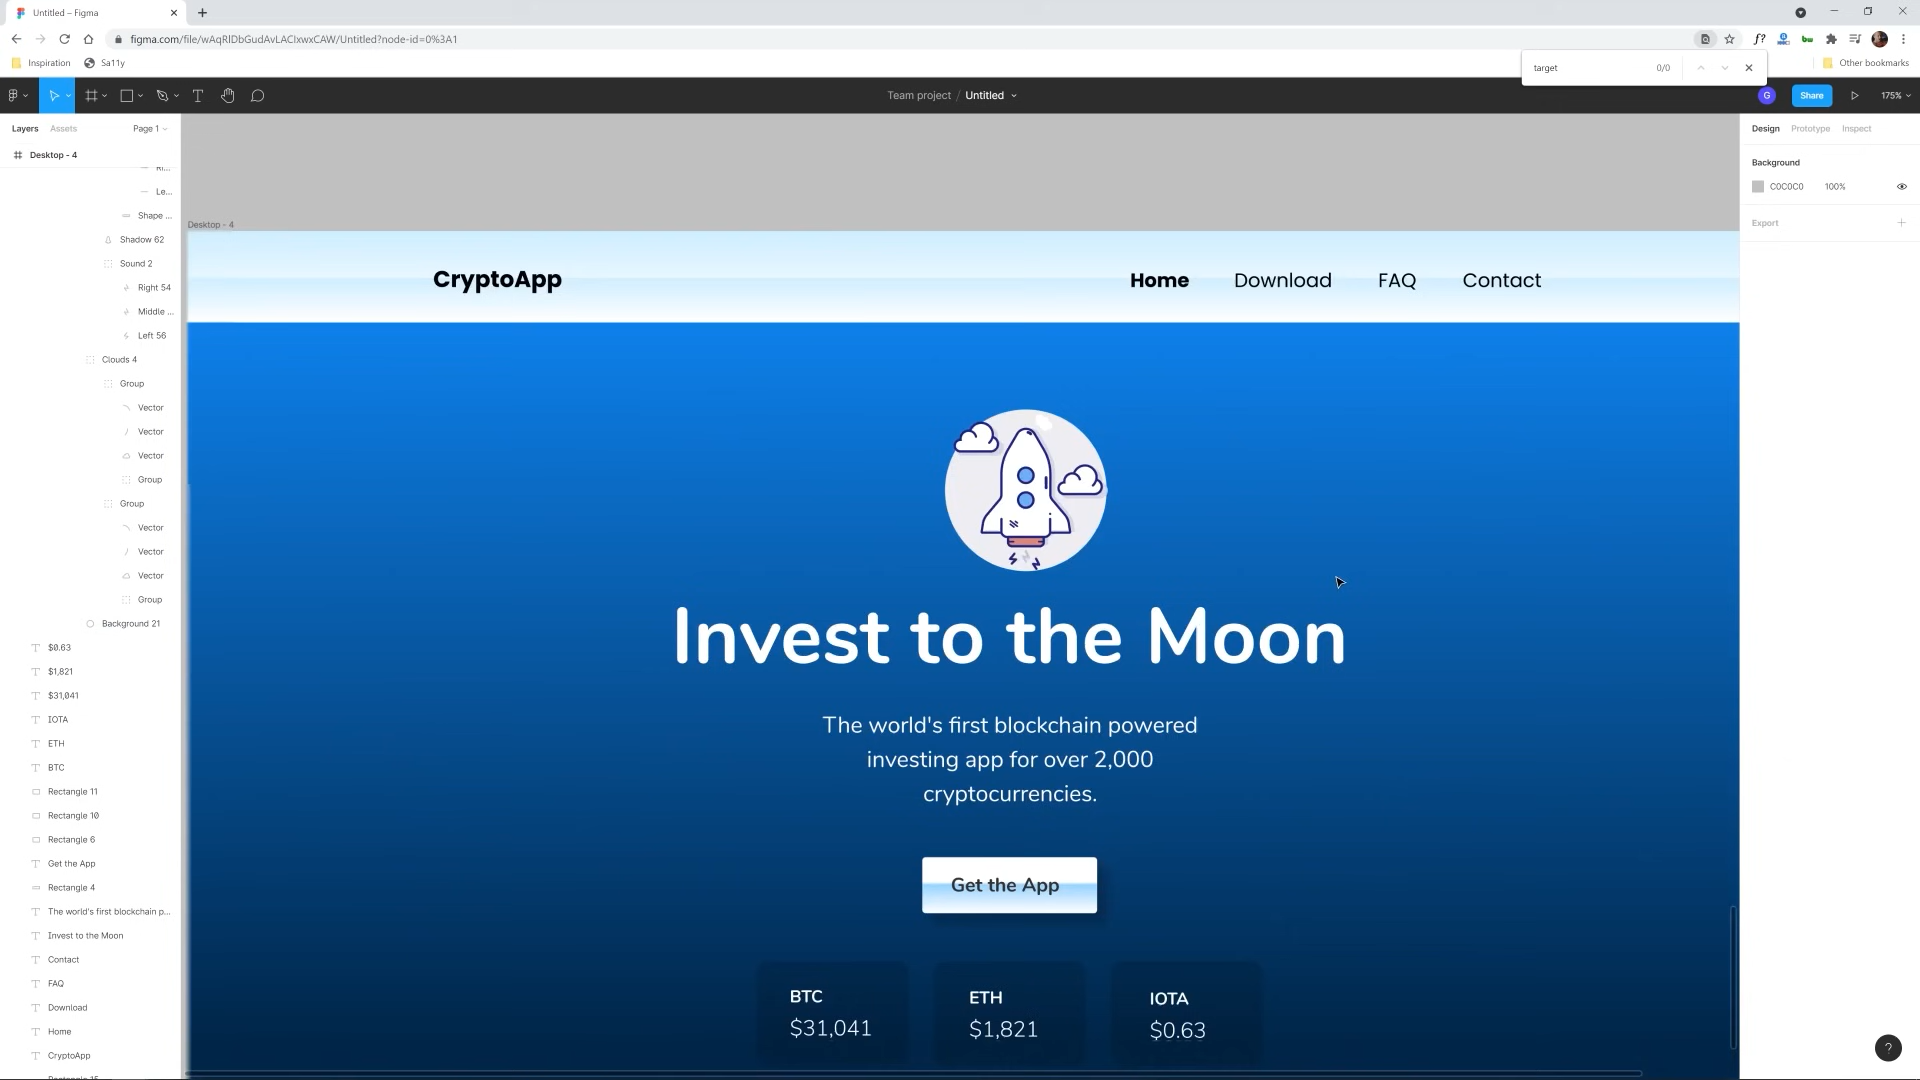 Untitled – Figma
figma.com/file/wAqRlDbGudAvLAClxwxCAW/Untitled?node-id=0%3A1
Inspiration
Sa11y
Other bookmarks
target
0/0
Team project / Untitled
G
Share
175%
Layers
Assets
Page 1
Design
Prototype
Inspect
Desktop - 4
Background
C0C0C0
100%
Export
Ri...
Le...
Shape ...
Shadow 62
Sound 2
Right 54
Middle ...
Left 56
Clouds 4
Group
Vector
Vector
Vector
Group
Group
Vector
Vector
Vector
Group
Background 21
$0.63
$1,821
$31,041
IOTA
ETH
BTC
Rectangle 11
Rectangle 10
Rectangle 6
Get the App
Rectangle 4
The world's first blockchain p...
Invest to the Moon
Contact
FAQ
Download
Home
CryptoApp
Desktop - 4
CryptoApp
Home
Download
FAQ
Contact
Invest to the Moon
The world's first blockchain powered
investing app for over 2,000
cryptocurrencies.
Get the App
BTC
$31,041
ETH
$1,821
IOTA
$0.63
?